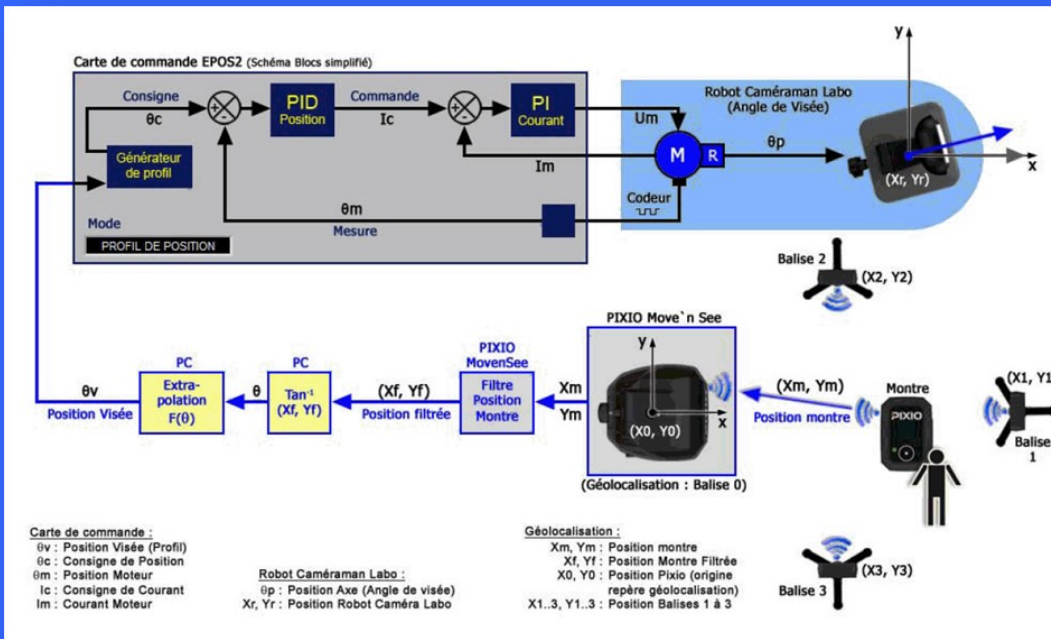 Carte de commande EPOS2 (Schéma Blocs simplifié)
Consigne
θc
PID
Position
Commande
Ic
PI
Courant
Um
Im
Générateur
de profil
θm
Mesure
Mode
PROFIL DE POSITION
Robot Caméraman Labo
(Angle de Visée)
M
R
θp
Codeur
y
x
(Xr, Yr)
Balise 2
(X2, Y2)
PIXIO Move`n See
y
x
(X0, Y0)
(Géolocalisation : Balise 0)
(Xm, Ym)
Position montre
Montre
PIXIO
(X1, Y1
Balise
1
PIXIO
MovenSee
Filtre
Position
Montre
Xm
Ym
(Xf, Yf)
Position filtrée
PC
Tan⁻¹
(Xf, Yf)
θ
PC
Extra-
polation
F(θ)
θv
Position Visée
Balise 3
(X3, Y3)
Carte de commande :
θv : Position Visée (Profil)
θc : Consigne de Position
θm : Position Moteur
Ic : Consigne de Courant
Im : Courant Moteur
Robot Caméraman Labo :
θp : Position Axe (Angle de visée)
Xr, Yr : Position Robot Caméra Labo
Géolocalisation :
Xm, Ym : Position montre
Xf, Yf : Position Montre Filtrée
X0, Y0 : Position Pixio (origine
repère géolocalisation)
X1..3, Y1..3 : Position Balises 1 à 3